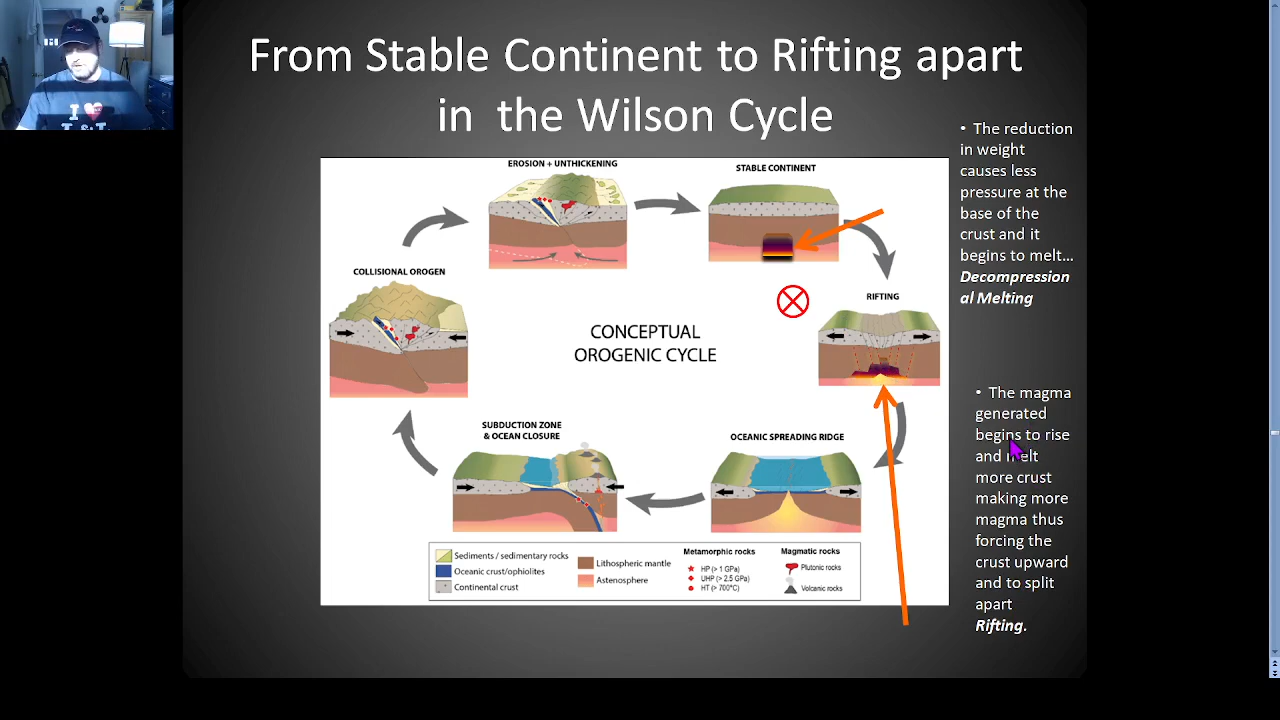 From Stable Continent to Rifting apart
in the Wilson Cycle
• The reduction
in weight
causes less
pressure at the
base of the
crust and it
begins to melt...
Decompression
al Melting
• The magma
generated
begins to rise
and melt
more crust
making more
magma thus
forcing the
crust upward
and to split
apart
Rifting.
EROSION + UNTHICKENING
STABLE CONTINENT
COLLISIONAL OROGEN
RIFTING
CONCEPTUAL
OROGENIC CYCLE
SUBDUCTION ZONE
& OCEAN CLOSURE
OCEANIC SPREADING RIDGE
Sediments / sedimentary rocks
Oceanic crust/ophiolites
Continental crust
Lithospheric mantle
Astenosphere
Metamorphic rocks
HP (> 1 GPa)
UHP (> 2.5 GPa)
HT (> 700°C)
Magmatic rocks
Plutonic rocks
Volcanic rocks
I